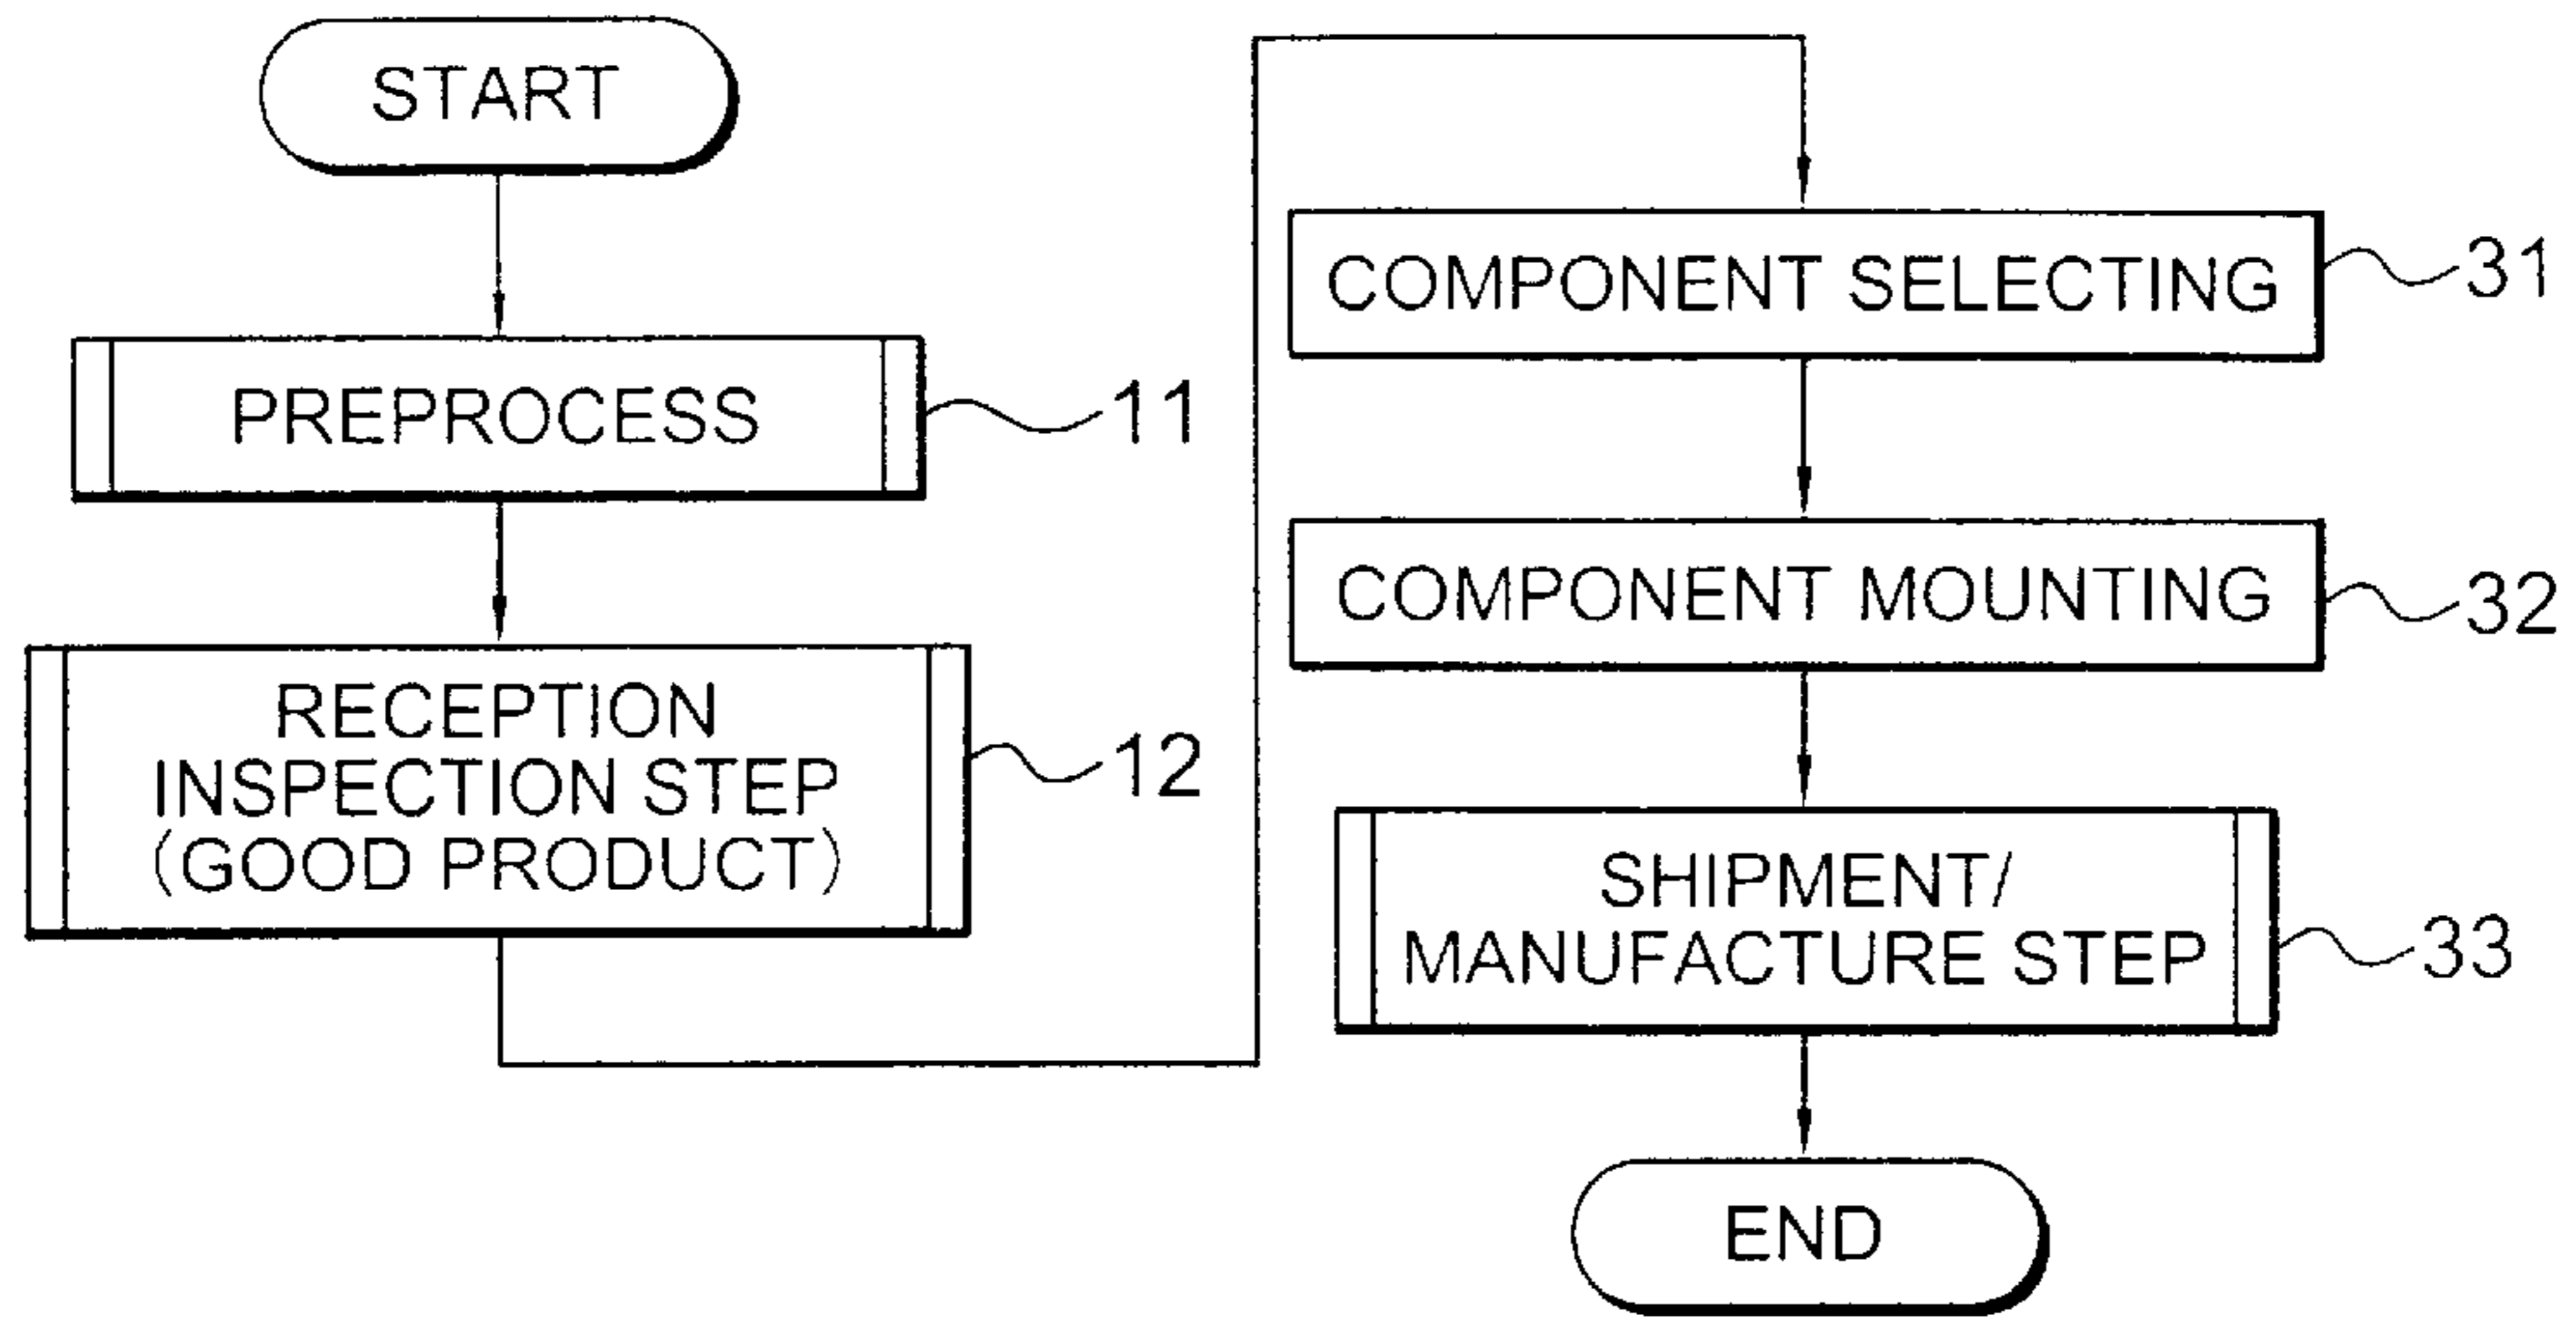 START
PREPROCESS
11
RECEPTION
INSPECTION STEP
(GOOD PRODUCT)
12
COMPONENT SELECTING
31
COMPONENT MOUNTING
32
SHIPMENT/
MANUFACTURE STEP
33
END